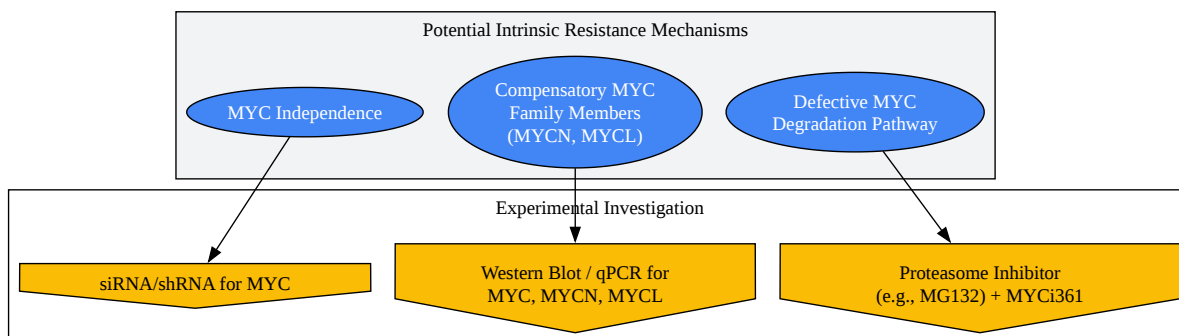 Potential Intrinsic Resistance Mechanisms
MYC Independence
Compensatory MYC
Family Members
(MYCN, MYCL)
Defective MYC
Degradation Pathway
Experimental Investigation
siRNA/shRNA for MYC
Western Blot / qPCR for
MYC, MYCN, MYCL
Proteasome Inhibitor
(e.g., MG132) + MYCi361